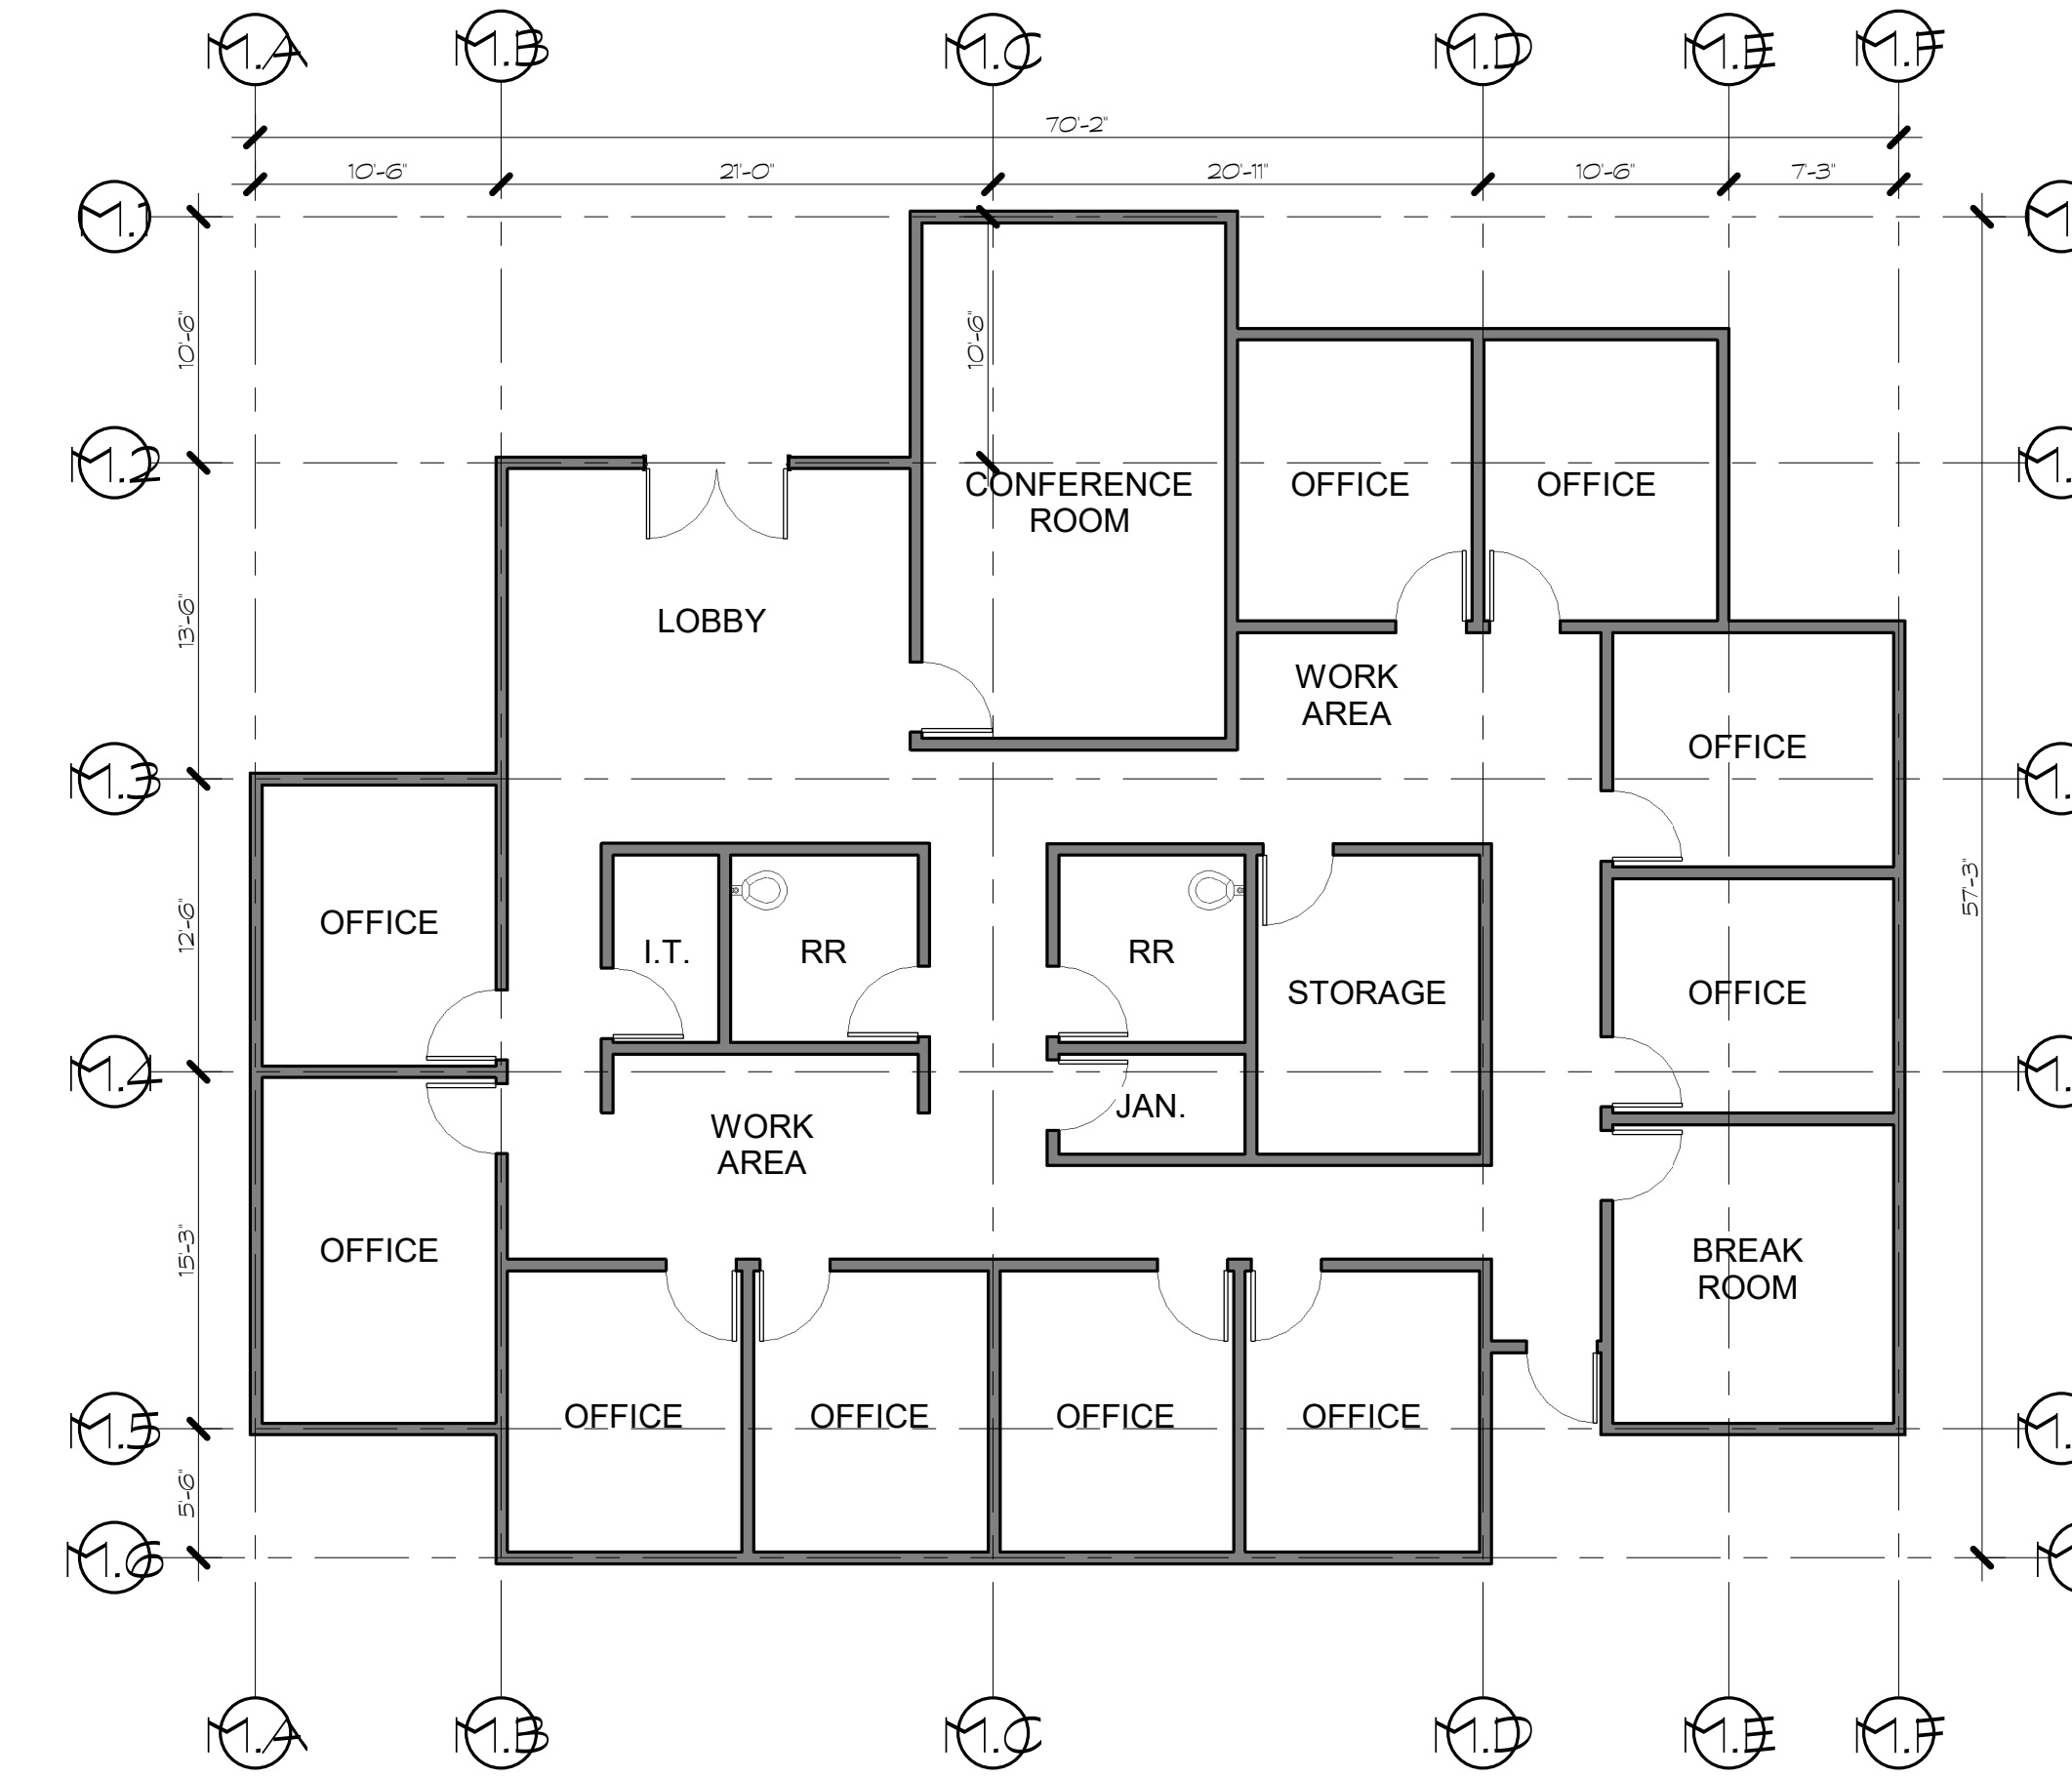 M.A M.B M.C M.D M.E M.F
70'-2"
10'-6" 21'-0" 20'-11" 10'-6" 7'-3"
M.1
10'-6"
10'-6"
M.2
CONFERENCE
ROOM
OFFICE
OFFICE
LOBBY
13'-6"
WORK
AREA
OFFICE
M.3
OFFICE
12'-6"
57'-3"
I.T.
RR
RR
STORAGE
OFFICE
M.4
JAN.
WORK
AREA
OFFICE
15'-3"
BREAK
ROOM
OFFICE
OFFICE
OFFICE
OFFICE
M.5
5'-6"
M.6
M.A M.B M.C M.D M.E M.F